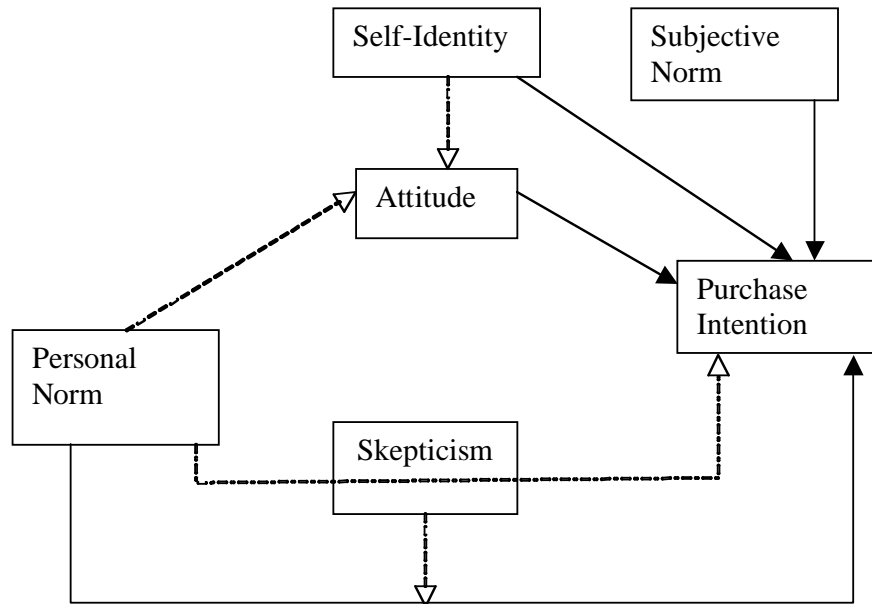 Self-Identity
Subjective
Norm
Attitude
Purchase
Intention
Personal
Norm
Skepticism